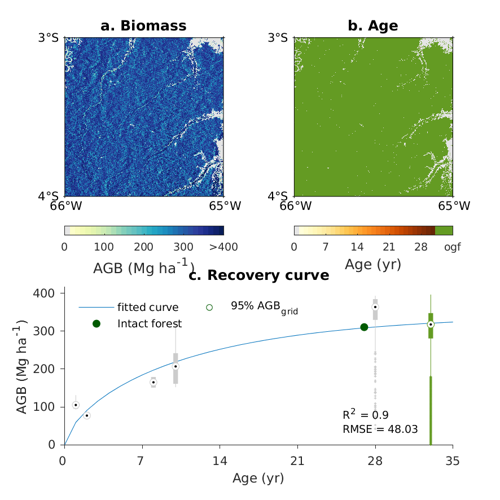 a. Biomass
b. Age
3°S
3°S
4°S
4°S
66°W
65°W
66°W
65°W
0 100 200 300 >400
0 7 14 21 28 ogf
AGB (Mg ha-1)
Age (yr)
c. Recovery curve
400
300
200
100
0
AGB (Mg ha-1)
fitted curve
95% AGBgrid
Intact forest
R2 = 0.9
RMSE = 48.03
0 7 14 21 28 35
Age (yr)